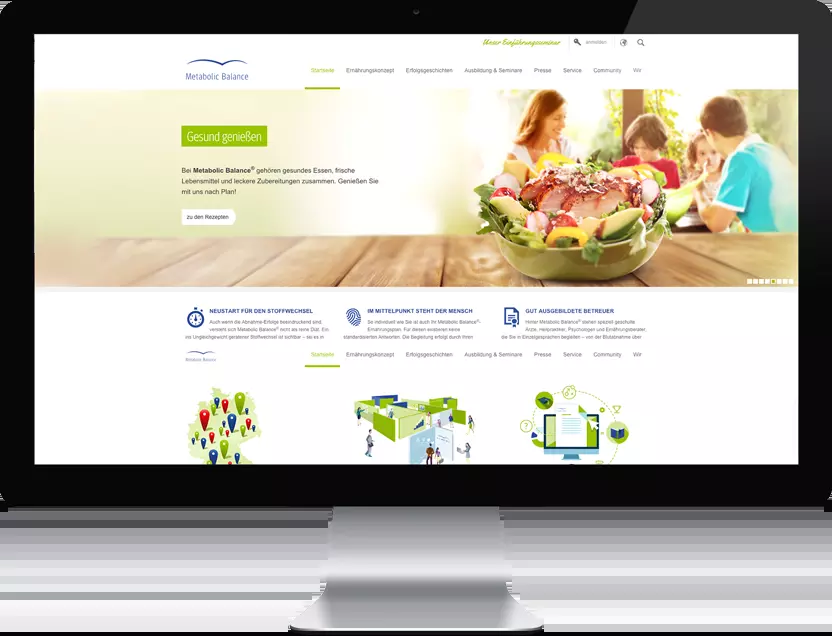 Unser Einführungsseminar
anmelden
Metabolic Balance
Startseite Ernährungskonzept Erfolgsgeschichten Ausbildung & Seminare Presse Service Community Wir
Gesund genießen
Bei Metabolic Balance® gehören gesundes Essen, frische
Lebensmittel und leckere Zubereitungen zusammen. Genießen Sie
mit uns nach Plan!
zu den Rezepten
NEUSTART FÜR DEN STOFFWECHSEL
Auch wenn die Abnahme-Erfolge beeindruckend sind,
versteht sich Metabolic Balance® nicht als reine Diät. Ein
ins Ungleichgewicht geratener Stoffwechsel ist sichtbar – sei es in
IM MITTELPUNKT STEHT DER MENSCH
So individuell wie Sie ist auch Ihr Metabolic Balance®-
Ernährungsplan. Für diesen existieren keine
standardisierten Antworten. Die Begleitung erfolgt durch Ihren
GUT AUSGEBILDETE BETREUER
Hinter Metabolic Balance® stehen speziell geschulte
Ärzte, Heilpraktiker, Psychologen und Ernährungsberater,
die Sie in Einzelgesprächen begleiten – von der Blutabnahme über
Metabolic Balance
Startseite Ernährungskonzept Erfolgsgeschichten Ausbildung & Seminare Presse Service Community Wir